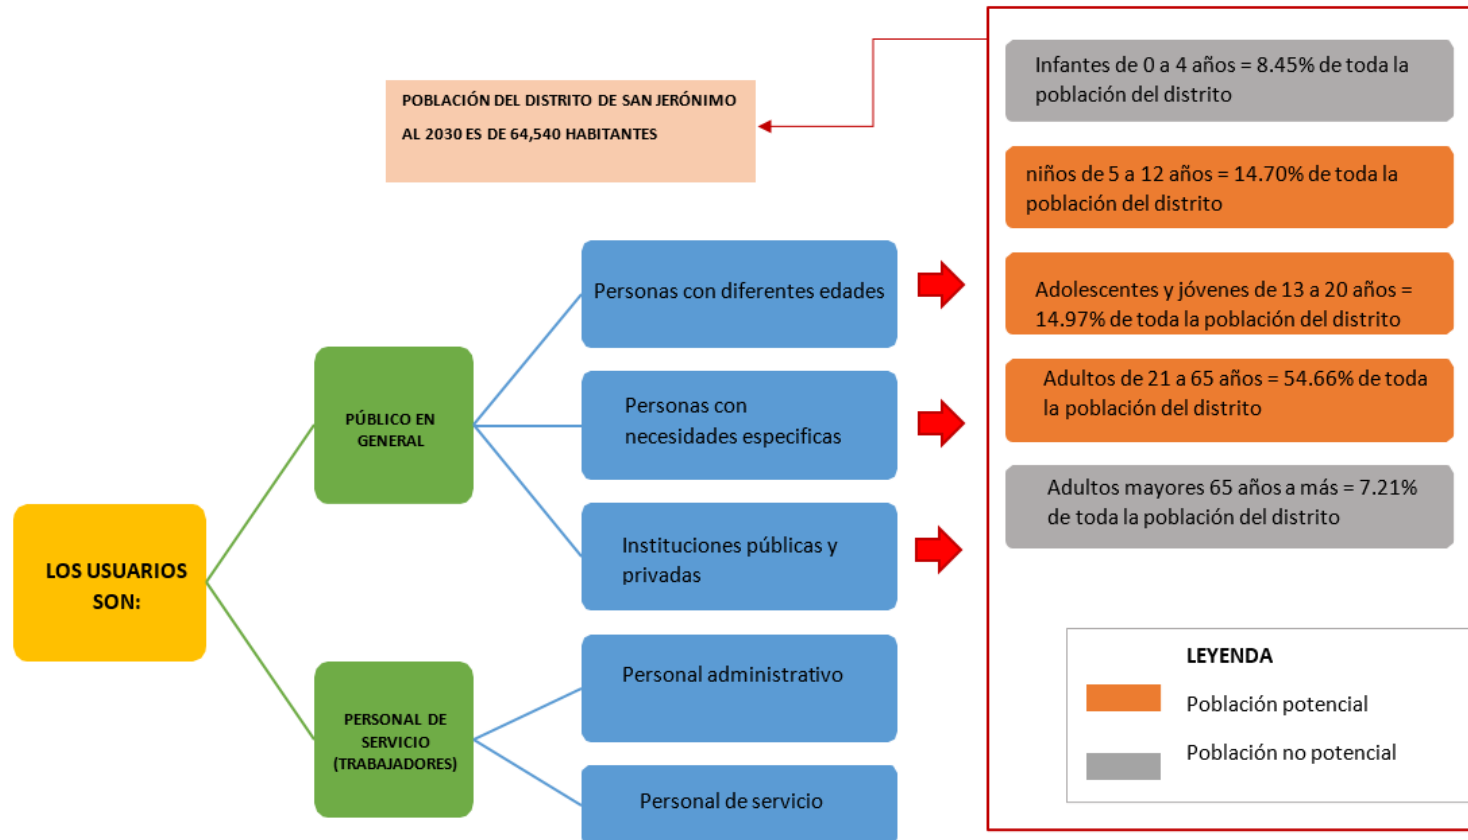 POBLACIÓN DEL DISTRITO DE SAN JERÓNIMO
AL 2030 ES DE 64,540 HABITANTES
LOS USUARIOS
SON:
PÚBLICO EN
GENERAL
PERSONAL DE
SERVICIO
(TRABAJADORES)
Personas con diferentes edades
Personas con
necesidades especificas
Instituciones públicas y
privadas
Personal administrativo
Personal de servicio
Infantes de 0 a 4 años = 8.45% de toda la
población del distrito
niños de 5 a 12 años = 14.70% de toda la
población del distrito
Adolescentes y jóvenes de 13 a 20 años =
14.97% de toda la población del distrito
Adultos de 21 a 65 años = 54.66% de toda
la población del distrito
Adultos mayores 65 años a más = 7.21%
de toda la población del distrito
LEYENDA
Población potencial
Población no potencial